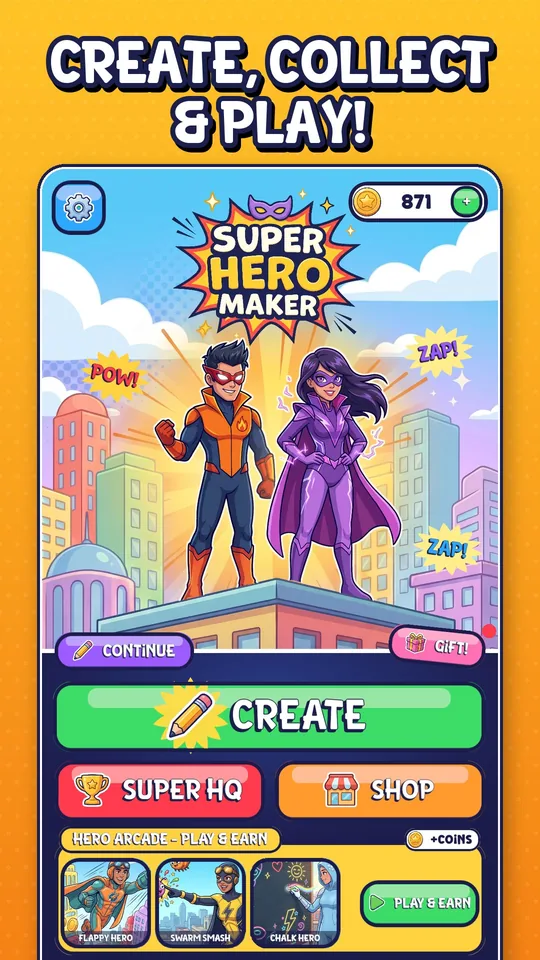 CREATE, COLLECT
& PLAY!
871
+
SUPER
HERO
MAKER
POW!
ZAP!
ZAP!
CONTINUE
GIFT!
CREATE
SUPER HQ
SHOP
HERO ARCADE - PLAY & EARN
+COINS
FLAPPY HERO
SWARM SMASH
CHALK HERO
PLAY & EARN